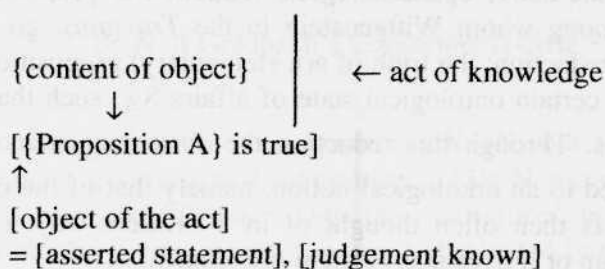 {content of object} ← act of knowledge
↓
[{Proposition A} is true]
↑
[object of the act]
= [asserted statement], [judgement known]